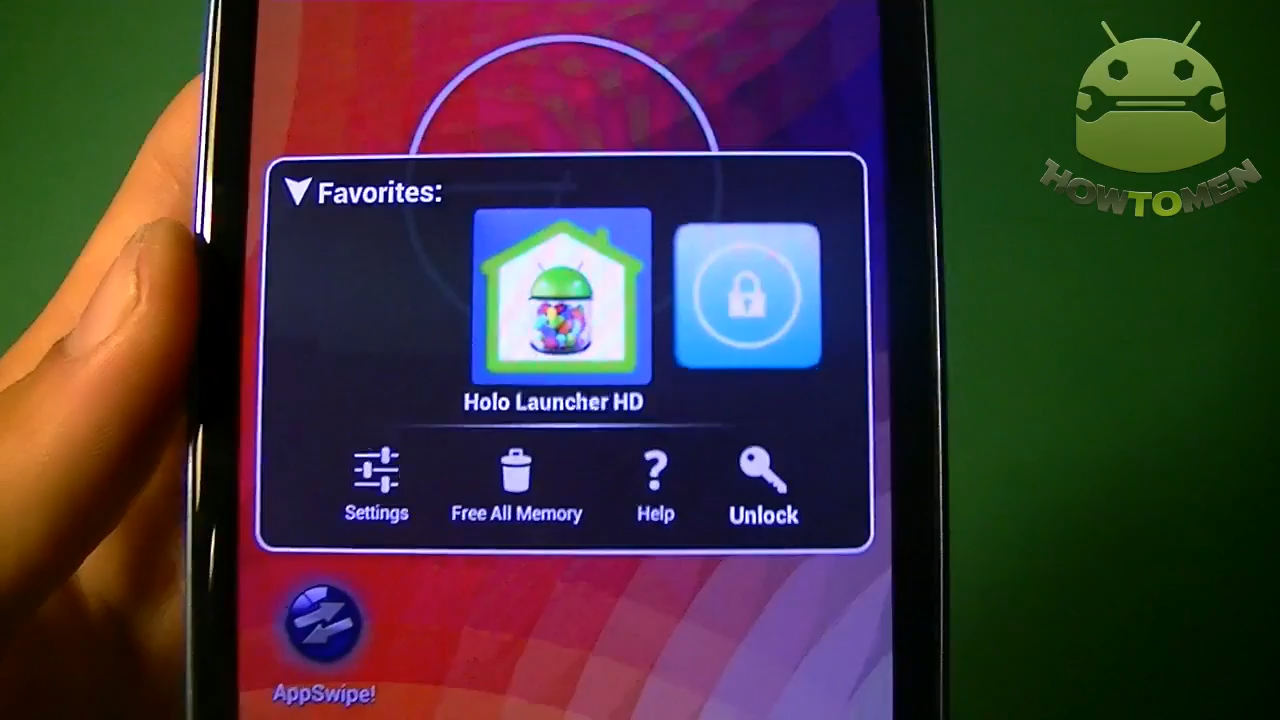 HOWTOMEN
Favorites:
Holo Launcher HD
Settings
Free All Memory
Help
Unlock
AppSwipe!